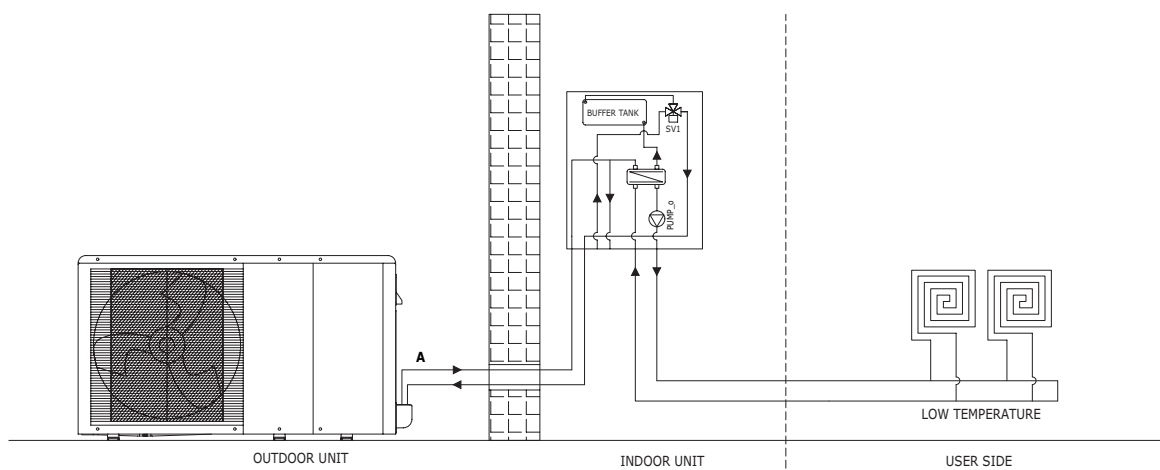 BUFFER TANK
SV1
PUMP_o
A
LOW TEMPERATURE
OUTDOOR UNIT
INDOOR UNIT
USER SIDE